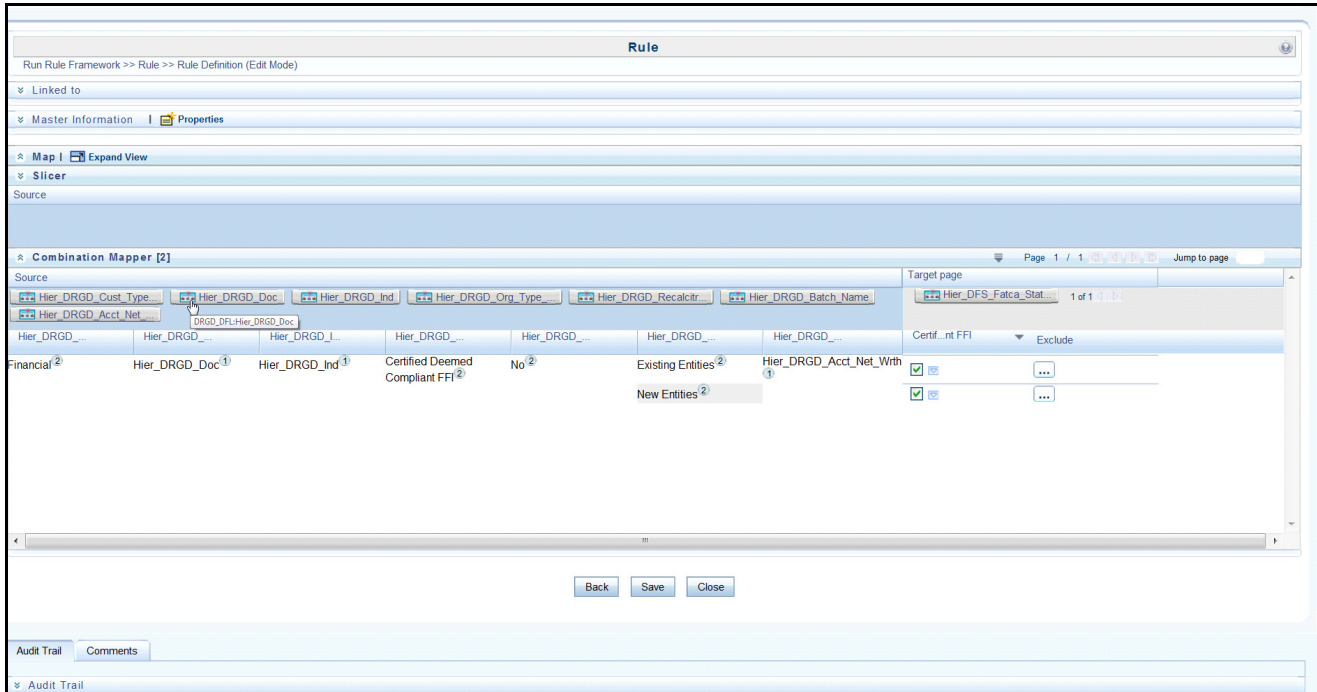 Rule
Run Rule Framework >> Rule >> Rule Definition (Edit Mode)
Linked to
Master Information | Properties
Map | Expand View
Slicer
Source
Combination Mapper [2] Page 1 / 1 Jump to page
Source Target page
Hier_DRGD_Cust_Type... Hier_DRGD_Doc Hier_DRGD_Ind Hier_DRGD_Org_Type_... Hier_DRGD_Recalcitr... Hier_DRGD_Batch_Name Hier_DFS_Fatca_Stat... 1 of 1
Hier_DRGD_Acct_Net_... DRGD_DFL:Hier_DRGD_Doc
Hier_DRGD_... Hier_DRGD_... Hier_DRGD_I... Hier_DRGD_... Hier_DRGD_... Hier_DRGD_... Hier_DRGD_... Certif...nt FFI Exclude
Financial 2 Hier_DRGD_Doc 1 Hier_DRGD_Ind 1 Certified Deemed No 2 Existing Entities 2 Hier_DRGD_Acct_Net_Wrth ...
Compliant FFI 2 1
New Entities 2 ...
Back Save Close
Audit Trail Comments
Audit Trail